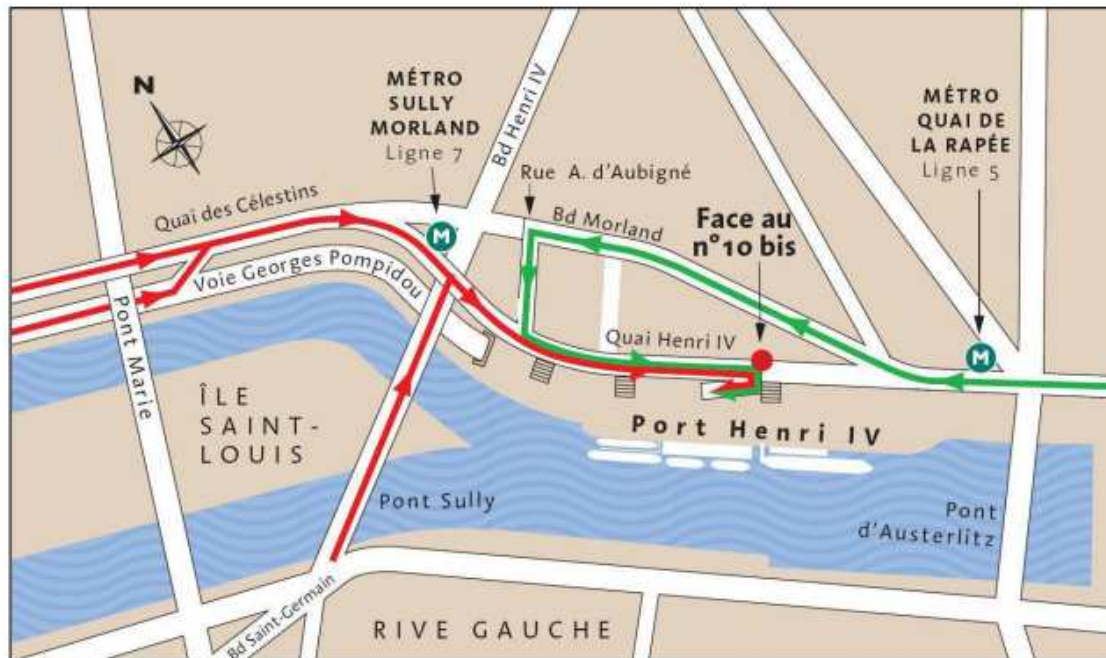 N
MÉTRO
SULLY
MORLAND
Ligne 7
Bd Henri IV
MÉTRO
QUAI DE
LA RAPÉE
Ligne 5
Rue A. d'Aubigné
Quai des Célestins
M
Bd Morland
Face au
n°10 bis
Voie Georges Pompidou
Pont Marie
Quai Henri IV
M
ÎLE
SAINT-
LOUIS
Port Henri IV
Pont Sully
Pont
d'Austerlitz
Bd Saint-Germain
RIVE GAUCHE